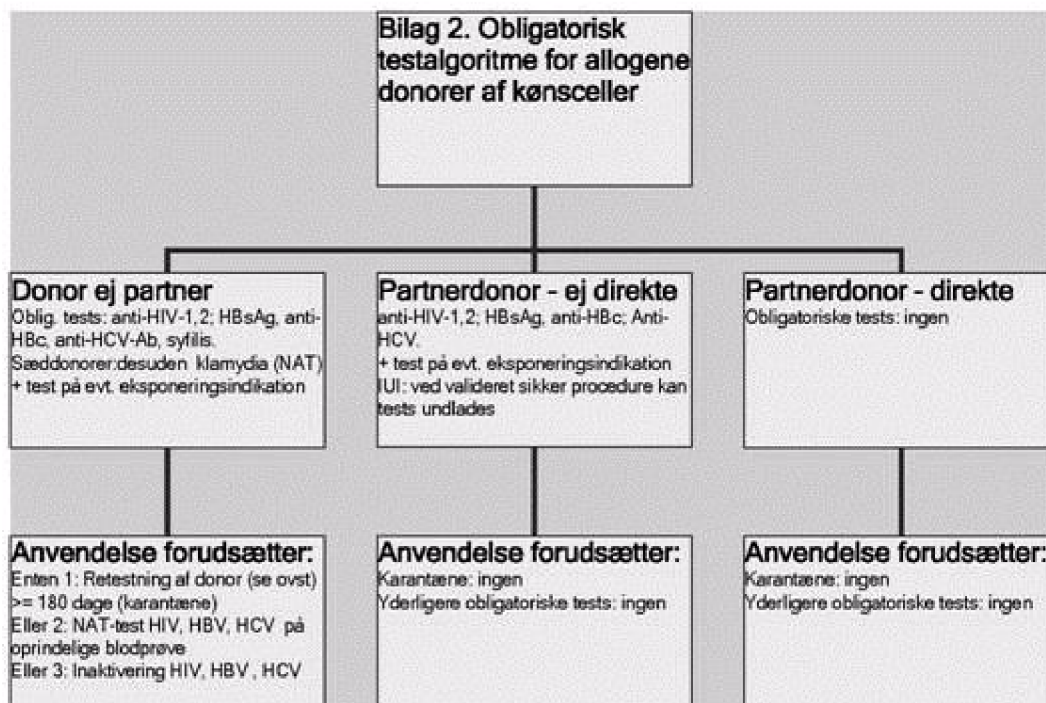 Bilag 2. Obligatorisk
testalgoritme for allogene
donorer af kønsceller
Donor ej partner
Oblig. tests: anti-HIV-1,2; HBsAg, anti-
HBc, anti-HCV-Ab, syfilis.
Sæddonorer:desuden klamydia (NAT)
+ test på evt. eksponeringsindikation
Partnerdonor - ej direkte
anti-HIV-1,2; HBsAg, anti-HBc; Anti-
HCV.
+ test på evt. eksponeringsindikation
IUI: ved valideret sikker procedure kan
tests undlades
Partnerdonor - direkte
Obligatoriske tests: ingen
Anvendelse forudsætter:
Enten 1: Retestning af donor (se ovst)
>= 180 dage (karantæne)
Eller 2: NAT-test HIV, HBV, HCV på
oprindelige blodprøve
Eller 3: Inaktivering HIV, HBV , HCV
Anvendelse forudsætter:
Karantæne: ingen
Yderligere obligatoriske tests: ingen
Anvendelse forudsætter:
Karantæne: ingen
Yderligere obligatoriske tests: ingen